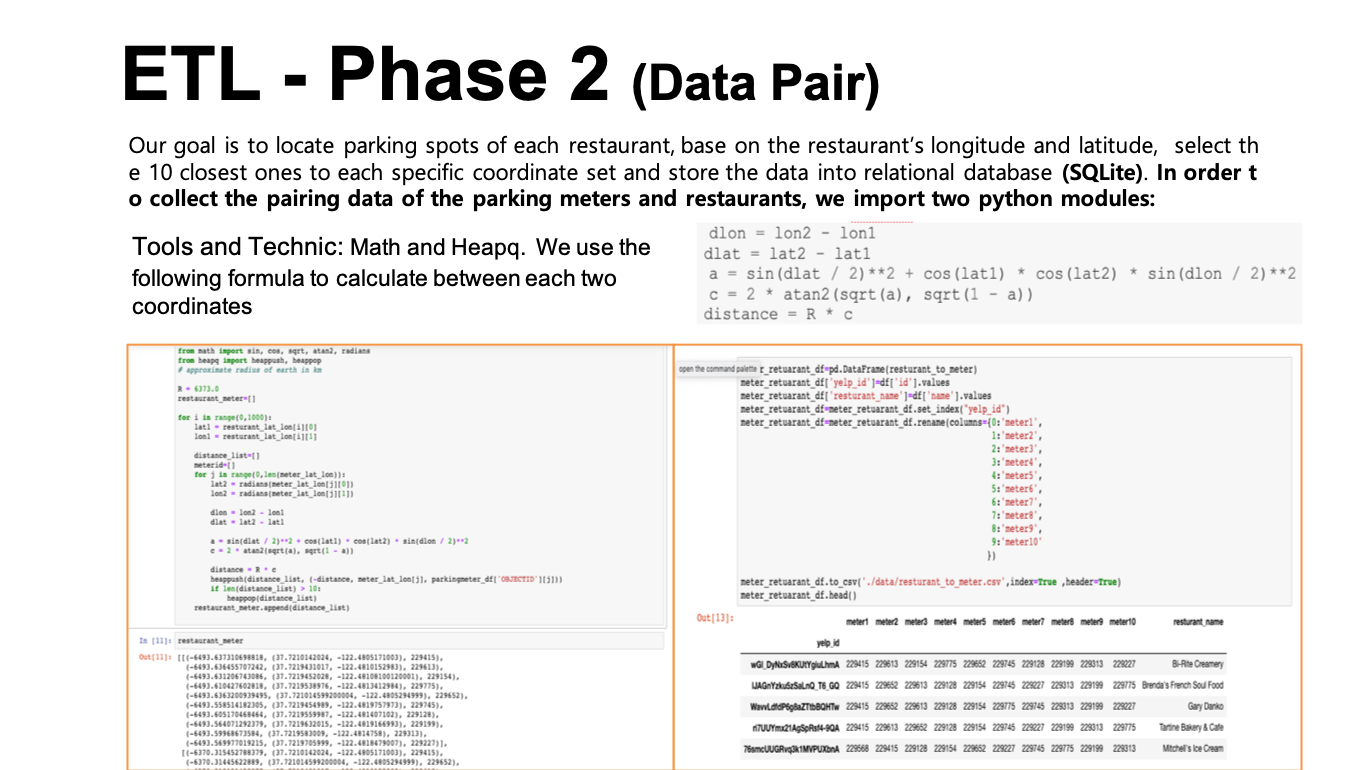 ETL - Phase 2 (Data Pair)
Our goal is to locate parking spots of each restaurant, base on the restaurant's longitude and latitude, select th
e 10 closest ones to each specific coordinate set and store the data into relational database (SQLite). In order t
o collect the pairing data of the parking meters and restaurants, we import two python modules:
Tools and Technic: Math and Heapq. We use the
following formula to calculate between each two
coordinates
dlon = lon2 - lon1
dlat = lat2 - lat1
a = sin(dlat / 2)**2 + cos(lat1) * cos(lat2) * sin(dlon / 2)**2
c = 2 * atan2(sqrt(a), sqrt(1 - a))
distance = R * c
from math import sin, cos, sqrt, atan2, radians
from heapq import heappush, heappop
# approximate radius of earth in km
R = 6373.0
restaurant_meter=[]
for i in range(0,1000):
lat1 = resturant_lat_lon[i][0]
lon1 = resturant_lat_lon[i][1]
distance_list=[]
meterid=[]
for j in range(0,len(meter_lat_lon)):
lat2 = radians(meter_lat_lon[j][0])
lon2 = radians(meter_lat_lon[j][1])
dlon = lon2 - lon1
dlat = lat2 - lat1
a = sin(dlat / 2)**2 + cos(lat1) * cos(lat2) * sin(dlon / 2)**2
c = 2 * atan2(sqrt(a), sqrt(1 - a))
distance = R * c
heappush(distance_list, (-distance, meter_lat_lon[j], parkingmeter_df['OBJECTID'][j]))
if len(distance_list) > 10:
heappop(distance_list)
restaurant_meter.append(distance_list)
In [11]: restaurant_meter
Out[11]: [[(-6493.637310698818, (37.7210142024, -122.4805171003), 229415),
(-6493.636455707242, (37.7219431017, -122.4810152983), 229613),
(-6493.631206743086, (37.7219452028, -122.48108100120001), 229154),
(-6493.610427602818, (37.7219538976, -122.4813412984), 229775),
(-6493.6363200939495, (37.721014599200004, -122.4805294999), 229652),
(-6493.558514182305, (37.7219454989, -122.4819757973), 229745),
(-6493.605170468464, (37.7219559987, -122.481407102), 229128),
(-6493.564071292379, (37.7219632015, -122.4819166993), 229199),
(-6493.59968673584, (37.7219583009, -122.4814758), 229313),
(-6493.569977019215, (37.7219705999, -122.4818479007), 229227)],
[(-6370.315452788379, (37.7210142024, -122.4805171003), 229415),
(-6370.31445622889, (37.721014599200004, -122.4805294999), 229652),
open the command palette
r_retuarant_df=pd.DataFrame(resturant_to_meter)
meter_retuarant_df['yelp_id']=df['id'].values
meter_retuarant_df['resturant_name']=df['name'].values
meter_retuarant_df=meter_retuarant_df.set_index("yelp_id")
meter_retuarant_df=meter_retuarant_df.rename(columns={0:'meter1',
1:'meter2',
2:'meter3',
3:'meter4',
4:'meter5',
5:'meter6',
6:'meter7',
7:'meter8',
8:'meter9',
9:'meter10'
})
meter_retuarant_df.to_csv('./data/resturant_to_meter.csv',index=True ,header=True)
meter_retuarant_df.head()
Out[13]:
meter1 meter2 meter3 meter4 meter5 meter6 meter7 meter8 meter9 meter10 resturant_name
yelp_id
wGl_DyNxSv8KUtYgiuLhmA 229415 229613 229154 229775 229652 229745 229128 229199 229313 229227 Bi-Rite Creamery
lJAGnYzku5zSaLnQ_T6_GQ 229415 229652 229613 229128 229154 229745 229227 229313 229199 229775 Brenda's French Soul Food
WavvLdfdP6g8aZTtbBQHTw 229415 229652 229613 229128 229154 229775 229745 229313 229199 229227 Gary Danko
ri7UUYmx21AgSpRsf4-9QA 229415 229613 229652 229128 229154 229745 229227 229199 229313 229775 Tartine Bakery & Cafe
76smcUUGRvq3k1MVPUXbnA 229568 229415 229128 229154 229652 229227 229745 229775 229199 229313 Mitchell's Ice Cream